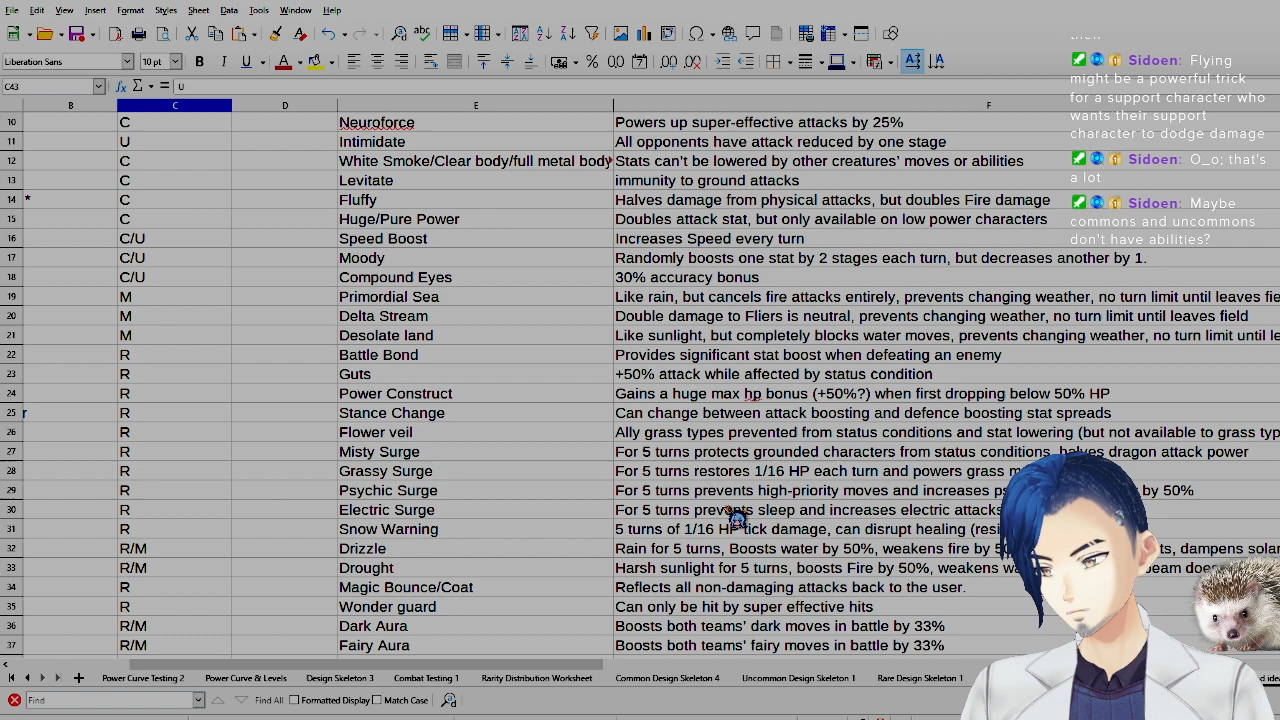 File Edit View Insert Format Styles Sheet Data Tools Window Help
Liberation Sans 10 pt
C43 U
B C D E F
10 C Neuroforce Powers up super-effective attacks by 25%
11 U Intimidate All opponents have attack reduced by one stage
12 C White Smoke/Clear body/full metal body Stats can't be lowered by other creatures' moves or abilities
13 C Levitate immunity to ground attacks
14 * C Fluffy Halves damage from physical attacks, but doubles Fire damage
15 C Huge/Pure Power Doubles attack stat, but only available on low power characters
16 C/U Speed Boost Increases Speed every turn
17 C/U Moody Randomly boosts one stat by 2 stages each turn, but decreases another by 1.
18 C/U Compound Eyes 30% accuracy bonus
19 M Primordial Sea Like rain, but cancels fire attacks entirely, prevents changing weather, no turn limit until leaves fie
20 M Delta Stream Double damage to Fliers is neutral, prevents changing weather, no turn limit until leaves field
21 M Desolate land Like sunlight, but completely blocks water moves, prevents changing weather, no turn limit until le
22 R Battle Bond Provides significant stat boost when defeating an enemy
23 R Guts +50% attack while affected by status condition
24 R Power Construct Gains a huge max hp bonus (+50%?) when first dropping below 50% HP
25 r R Stance Change Can change between attack boosting and defence boosting stat spreads
26 R Flower veil Ally grass types prevented from status conditions and stat lowering (but not available to grass typ
27 R Misty Surge For 5 turns protects grounded characters from status conditions, halves dragon attack power
28 R Grassy Surge For 5 turns restores 1/16 HP each turn and powers grass m
29 R Psychic Surge For 5 turns prevents high-priority moves and increases ps by 50%
30 R Electric Surge For 5 turns prevents sleep and increases electric attacks
31 R Snow Warning 5 turns of 1/16 HP tick damage, can disrupt healing (resi
32 R/M Drizzle Rain for 5 turns, Boosts water by 50%, weakens fire by 50 ts, dampens solar
33 R/M Drought Harsh sunlight for 5 turns, boosts Fire by 50%, weakens wa beam does
34 R Magic Bounce/Coat Reflects all non-damaging attacks back to the user.
35 R Wonder guard Can only be hit by super effective hits
36 R/M Dark Aura Boosts both teams' dark moves in battle by 33%
37 R/M Fairy Aura Boosts both teams' fairy moves in battle by 33%
Power Curve Testing 2 Power Curve & Levels Design Skeleton 3 Combat Testing 1 Rarity Distribution Worksheet Common Design Skeleton 4 Uncommon Design Skeleton 1 Rare Design Skeleton 1
Find Find All Formatted Display Match Case
Sidoen: Flying
might be a powerful trick
for a support character who
wants their support
character to dodge damage
Sidoen: O_o; that's
a lot
Sidoen: Maybe
commons and uncommons
don't have abilities?